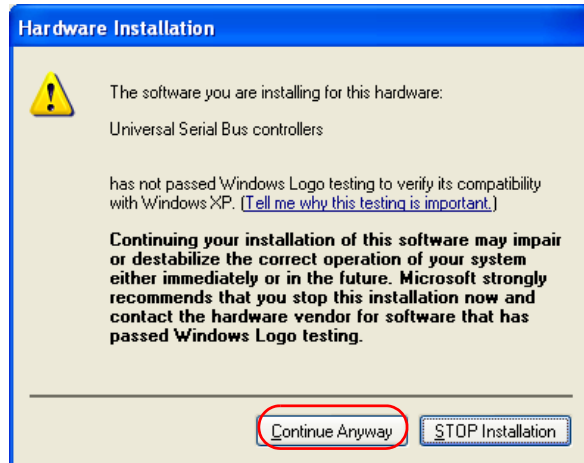 Hardware Installation
The software you are installing for this hardware:
Universal Serial Bus controllers
has not passed Windows Logo testing to verify its compatibility
with Windows XP. (Tell me why this testing is important.)
Continuing your installation of this software may impair
or destabilize the correct operation of your system
either immediately or in the future. Microsoft strongly
recommends that you stop this installation now and
contact the hardware vendor for software that has
passed Windows Logo testing.
Continue Anyway
STOP Installation